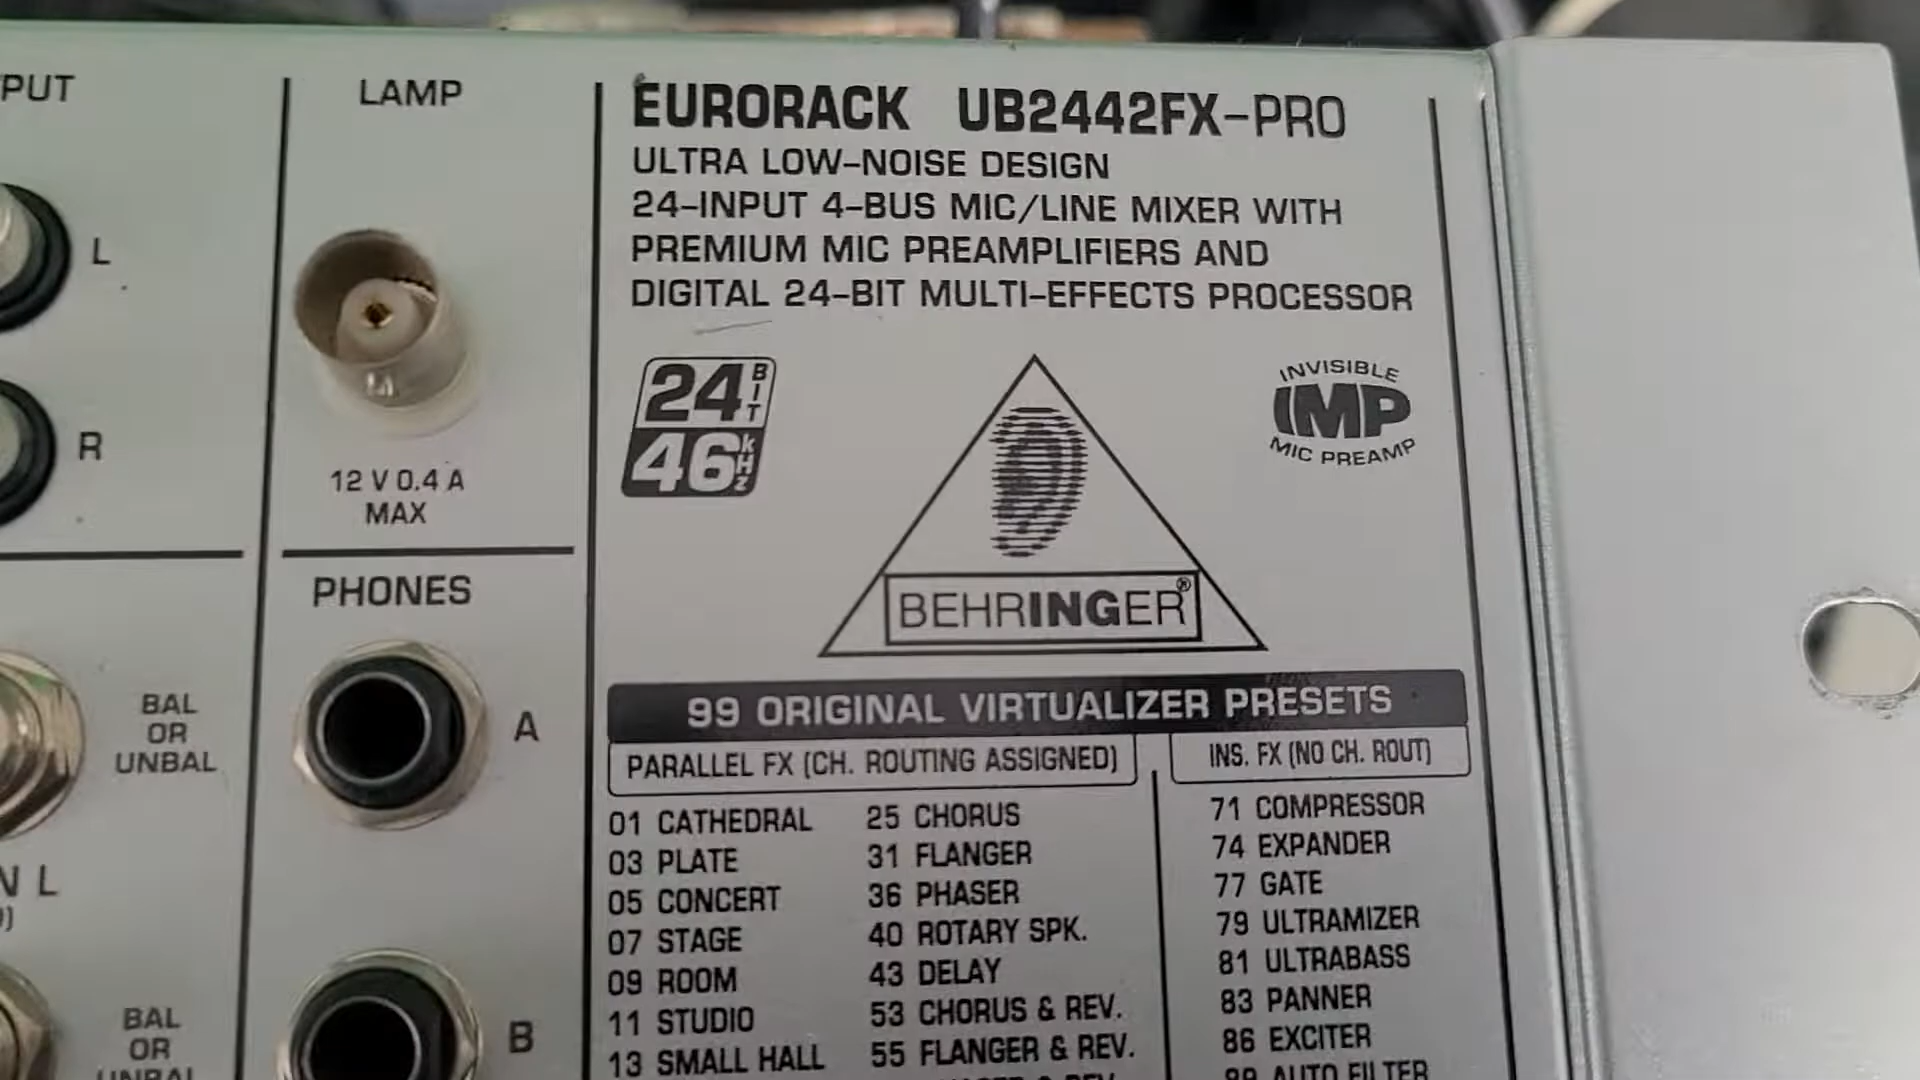 PUT
LAMP
L
R
12 V 0.4 A
MAX
PHONES
BAL
OR
UNBAL
A
N L
BAL
OR
UNBAL
B
EURORACK UB2442FX-PRO
ULTRA LOW-NOISE DESIGN
24-INPUT 4-BUS MIC/LINE MIXER WITH
PREMIUM MIC PREAMPLIFIERS AND
DIGITAL 24-BIT MULTI-EFFECTS PROCESSOR
24 BIT
46 kHz
INVISIBLE
IMP
MIC PREAMP
BEHRINGER®
99 ORIGINAL VIRTUALIZER PRESETS
PARALLEL FX (CH. ROUTING ASSIGNED)
01 CATHEDRAL
03 PLATE
05 CONCERT
07 STAGE
09 ROOM
11 STUDIO
13 SMALL HALL
25 CHORUS
31 FLANGER
36 PHASER
40 ROTARY SPK.
43 DELAY
53 CHORUS & REV.
55 FLANGER & REV.
INS. FX (NO CH. ROUT)
71 COMPRESSOR
74 EXPANDER
77 GATE
79 ULTRAMIZER
81 ULTRABASS
83 PANNER
86 EXCITER
AUTO FILTER